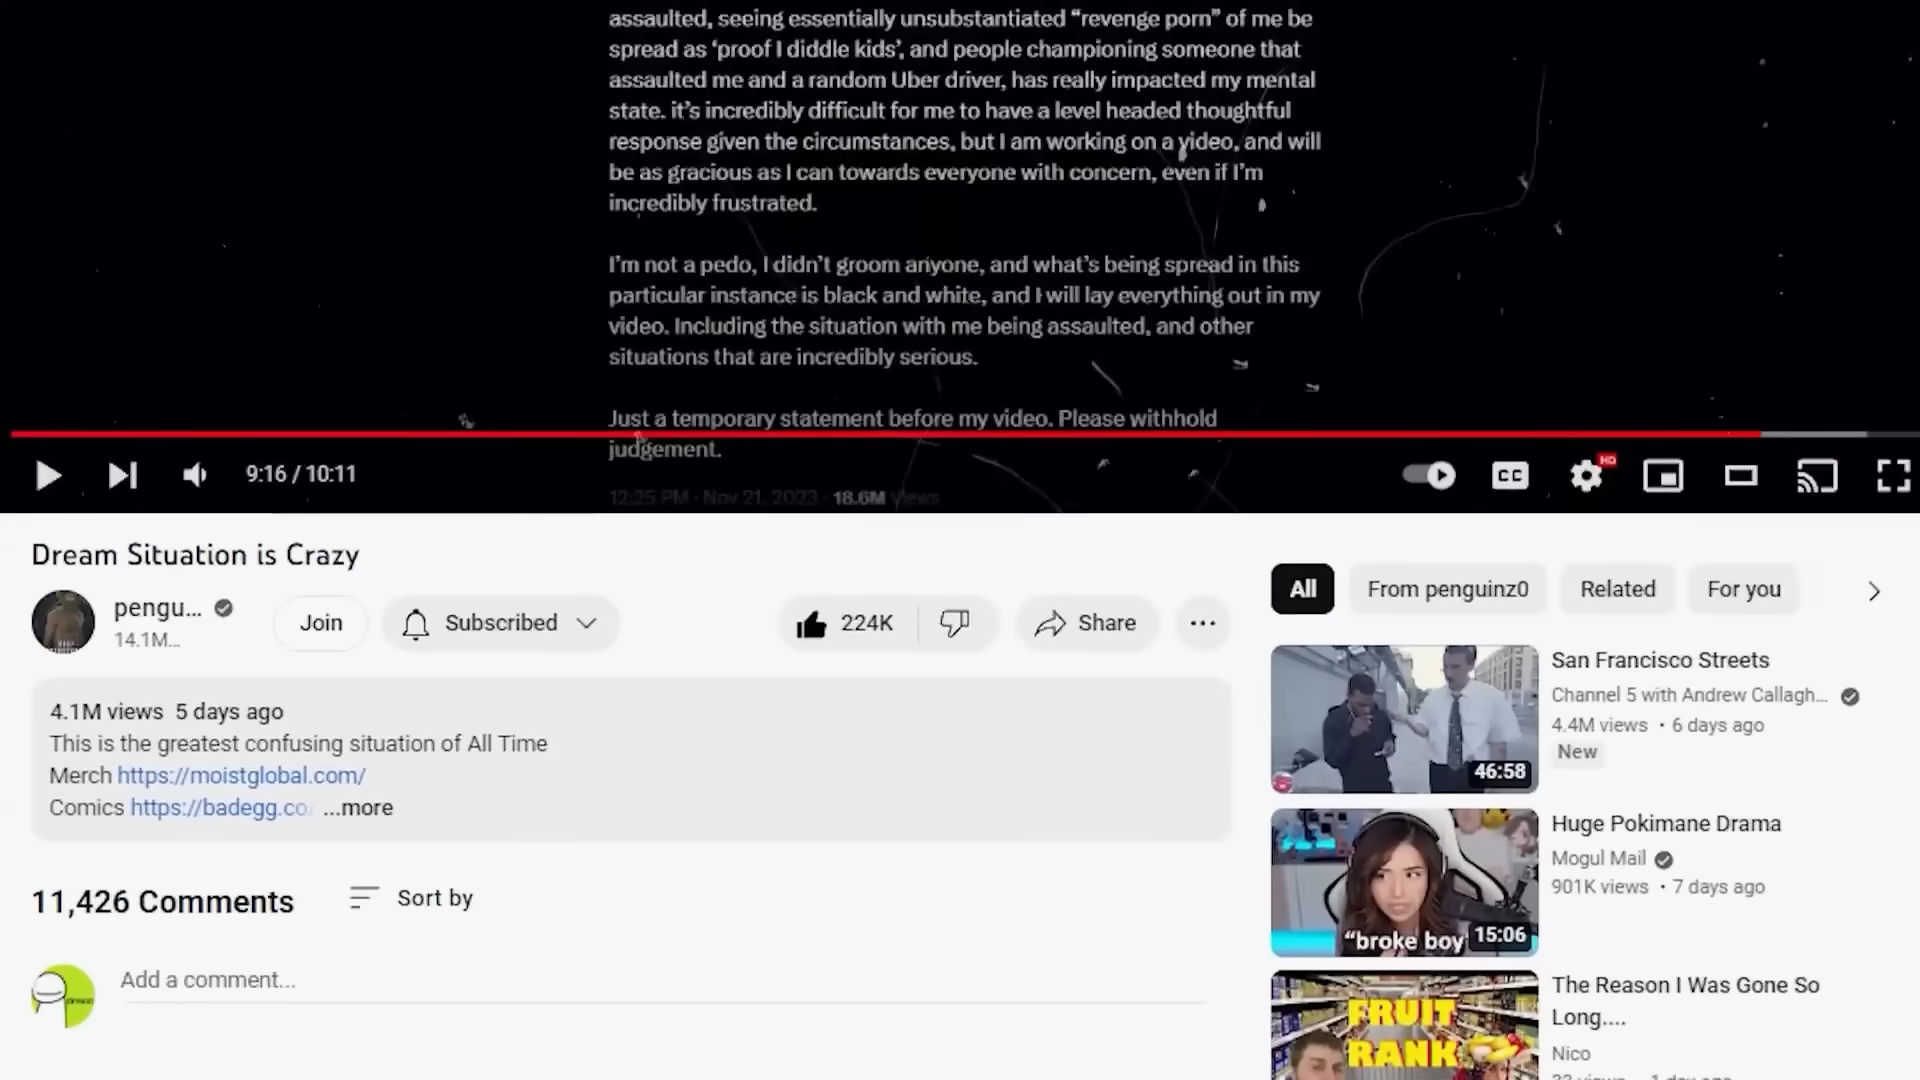 assaulted, seeing essentially unsubstantiated “revenge porn” of me be
spread as ‘proof I diddle kids’, and people championing someone that
assaulted me and a random Uber driver, has really impacted my mental
state. it’s incredibly difficult for me to have a level headed thoughtful
response given the circumstances, but I am working on a video, and will
be as gracious as I can towards everyone with concern, even if I’m
incredibly frustrated.
I’m not a pedo, I didn’t groom anyone, and what’s being spread in this
particular instance is black and white, and I will lay everything out in my
video. Including the situation with me being assaulted, and other
situations that are incredibly serious.
Just a temporary statement before my video. Please withhold
judgement.
12:25 PM · Nov 21, 2023 · 18.6M Views
9:16 / 10:11
CC
HD
Dream Situation is Crazy
pengu...
14.1M...
Join
Subscribed
224K
Share
4.1M views 5 days ago
This is the greatest confusing situation of All Time
Merch https://moistglobal.com/
Comics https://badegg.co/ ...more
11,426 Comments
Sort by
Add a comment...
All
From penguinz0
Related
For you
San Francisco Streets
Channel 5 with Andrew Callagh...
4.4M views • 6 days ago
New
46:58
Huge Pokimane Drama
Mogul Mail
901K views • 7 days ago
“broke boy
15:06
The Reason I Was Gone So
Long....
Nico
FRUIT
RANK